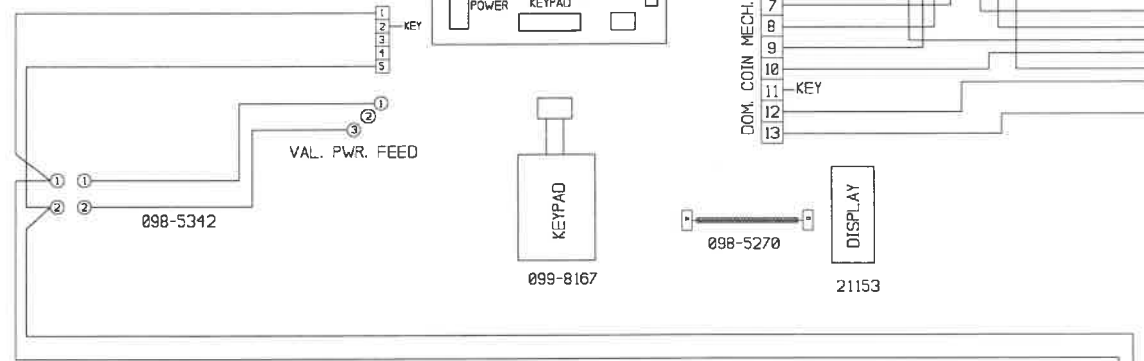 1
2 KEY
3
4
5
POWER KEYPAD
DOM. COIN MECH.
7
8
9
10
11 KEY
12
13
1
2
3
VAL. PWR. FEED
1 1
2 2
098-5342
KEYPAD
099-8167
098-5270
DISPLAY
21153